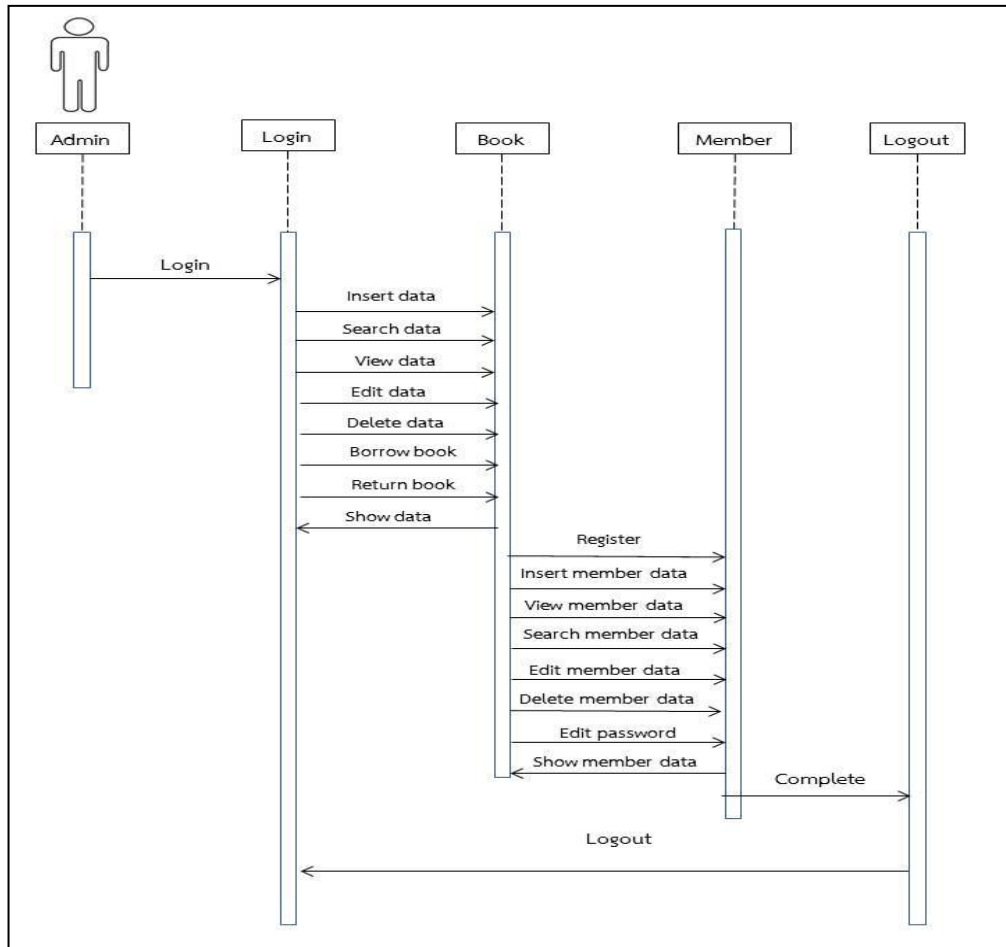 Admin
Login
Book
Member
Logout
Login
Insert data
Search data
View data
Edit data
Delete data
Borrow book
Return book
Show data
Register
Insert member data
View member data
Search member data
Edit member data
Delete member data
Edit password
Show member data
Complete
Logout